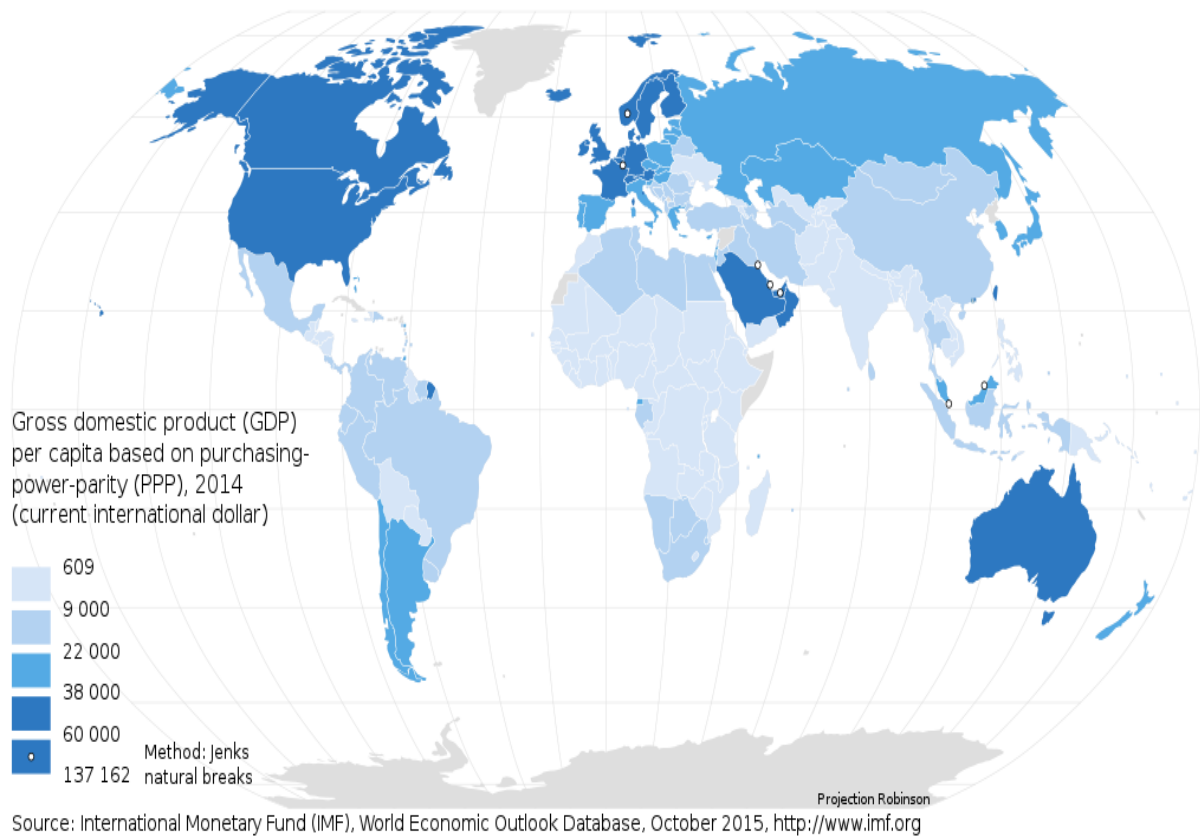 Gross domestic product (GDP)
per capita based on purchasing-
power-parity (PPP), 2014
(current international dollar)
609
9 000
22 000
38 000
60 000
137 162
Method: Jenks
natural breaks
Projection Robinson
Source: International Monetary Fund (IMF), World Economic Outlook Database, October 2015, http://www.imf.org